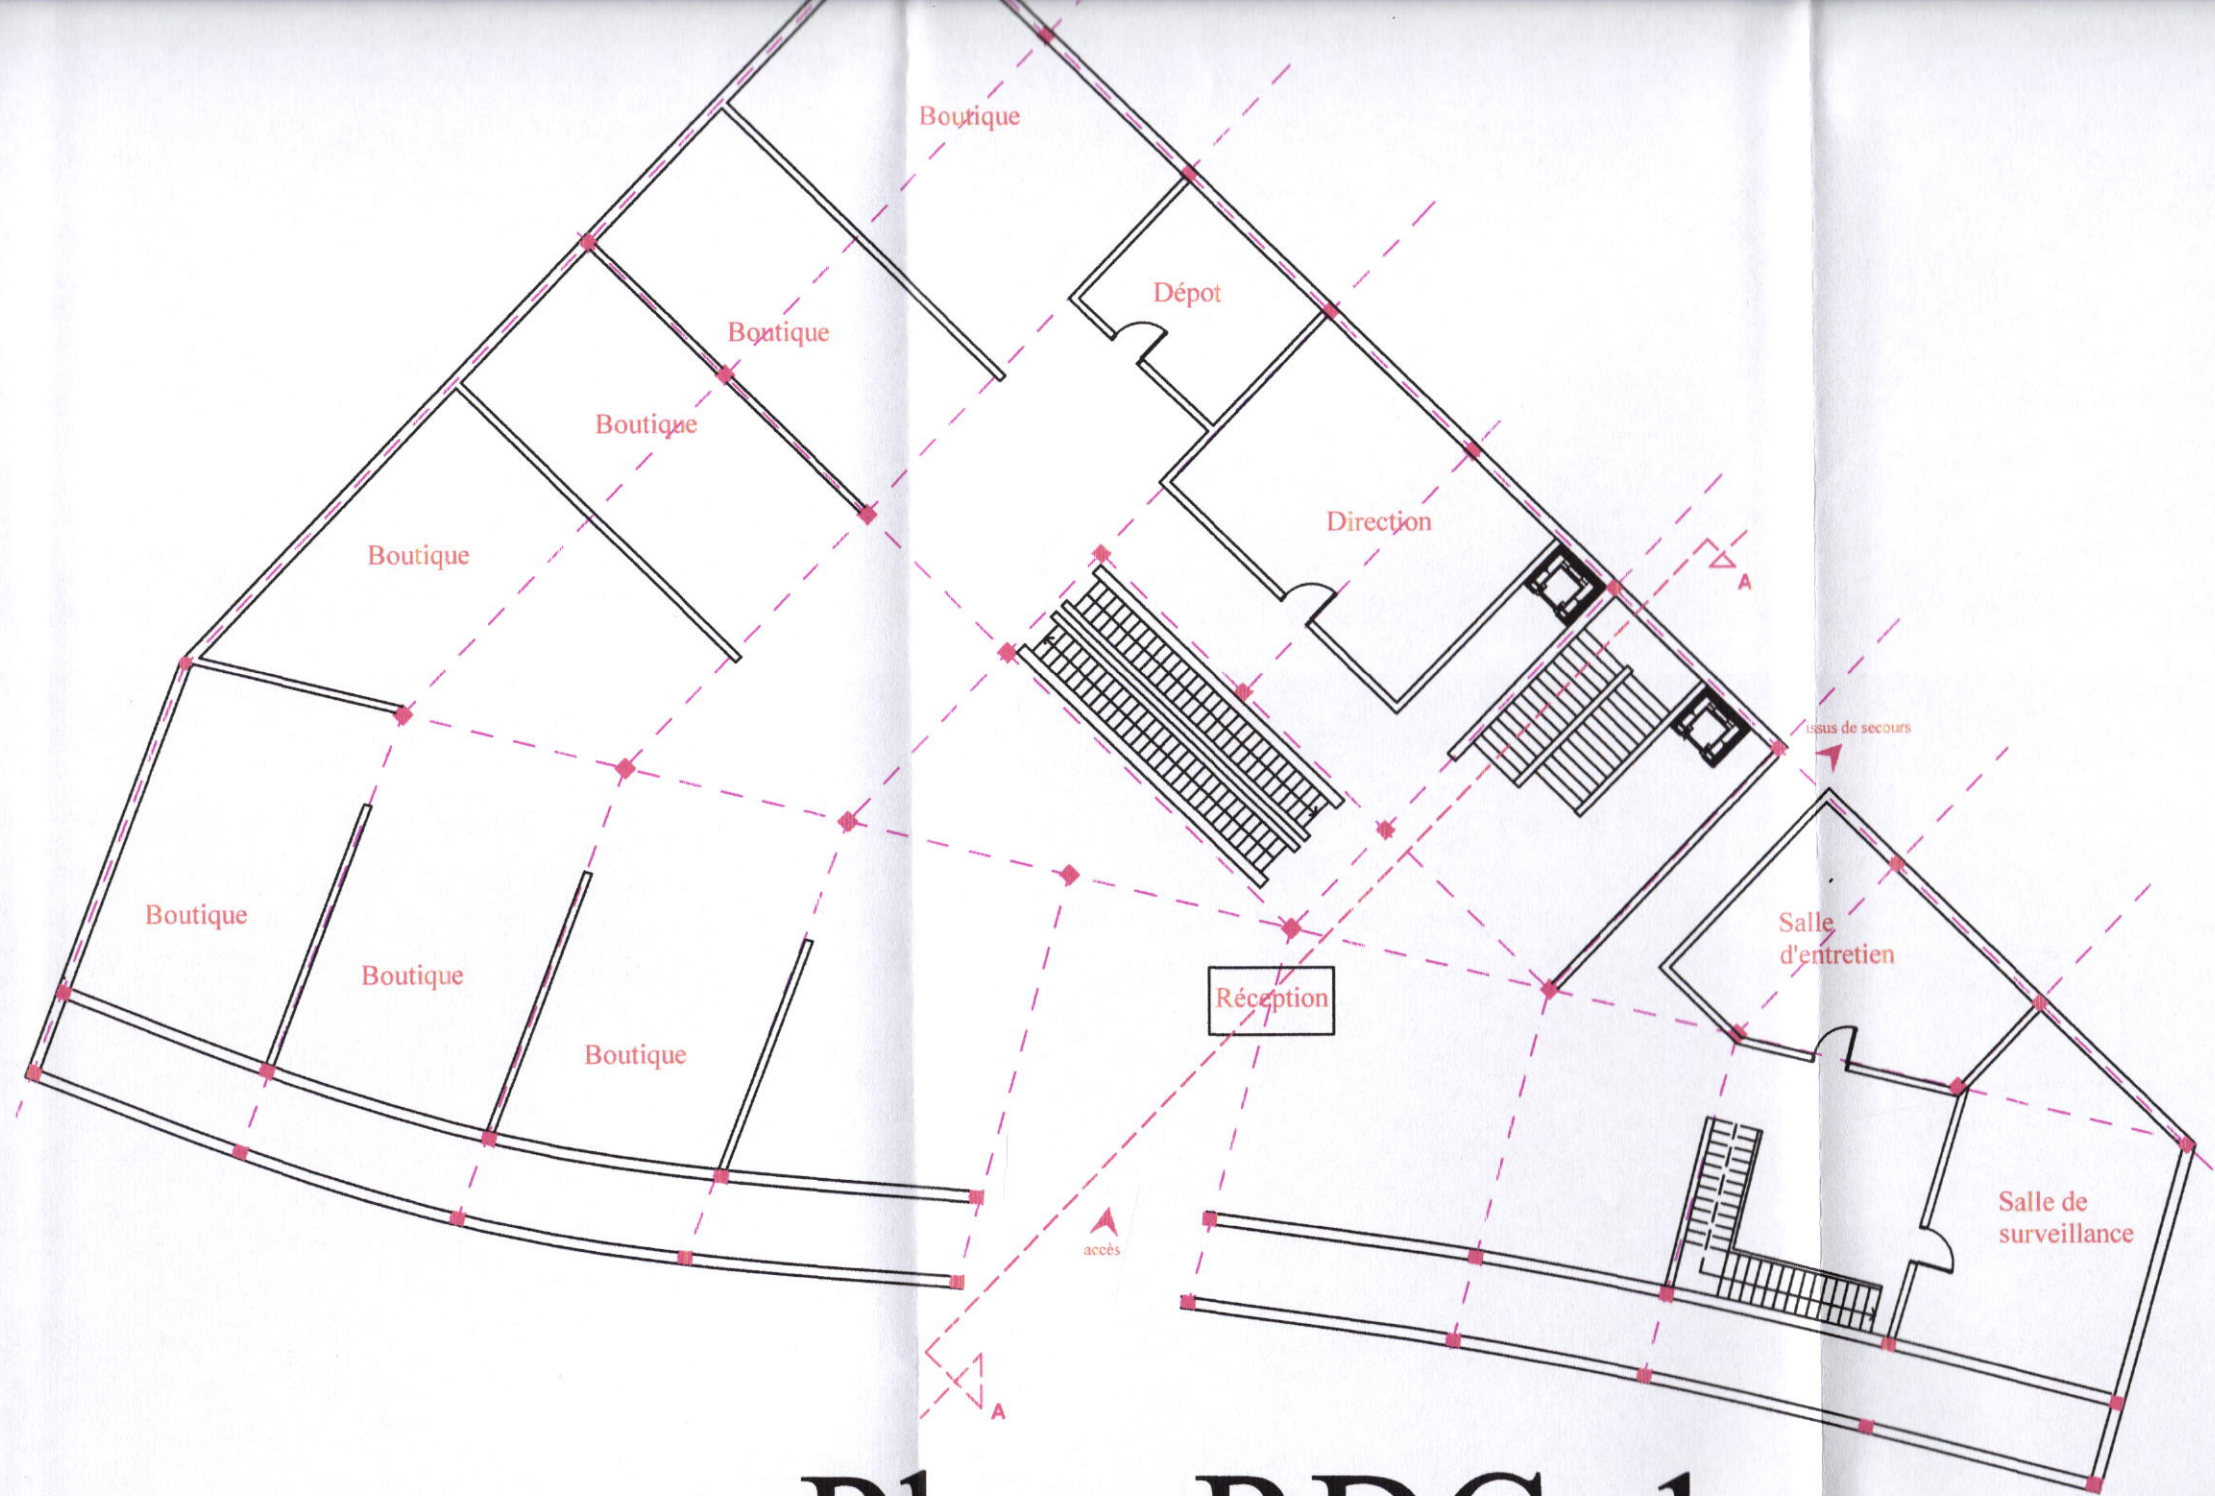 Boutique
Dépot
Boutique
Boutique
Direction
Boutique
A
issus de secours
Boutique
Salle
d'entretien
Boutique
Réception
Boutique
Salle de
surveillance
accès
A